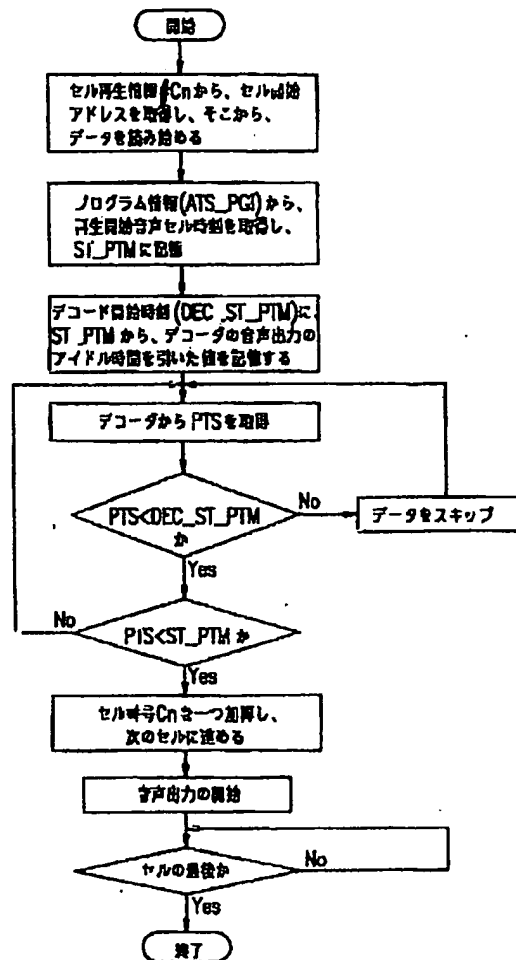 開始
セル再生情報#Cnから、セル開始
アドレスを取得し、そこから、
データを読み始める
プログラム情報(ATS_PGI)から、
再生開始音声セル時刻を取得し、
ST_PTMに記憶
デコード開始時刻(DEC_ST_PTM)に
ST_PTMから、デコーダの音声出力の
アイドル時間を引いた値を記憶する
デコーダからPTSを取得
PTS<DEC_ST_PTM
か
No
データをスキップ
Yes
PTS<ST_PTMか
No
Yes
セル番号Cnを一つ加算し、
次のセルに進める
音声出力の開始
セルの最後か
No
Yes
終了